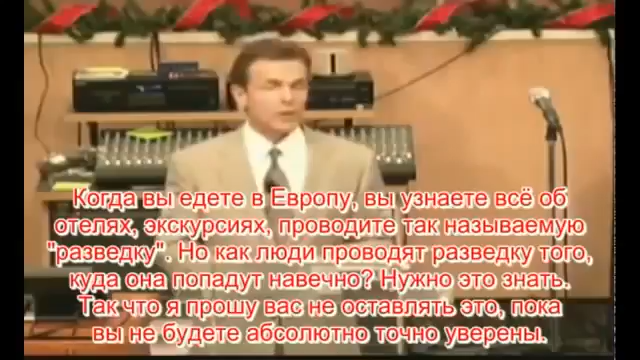 Когда вы едете в Европу, вы узнаете всё об
отелях, экскурсиях, проводите так называемую
"разведку". Но как люди проводят разведку того,
куда она попадут навечно? Нужно это знать.
Так что я прошу вас не оставлять это, пока
вы не будете абсолютно точно уверены.